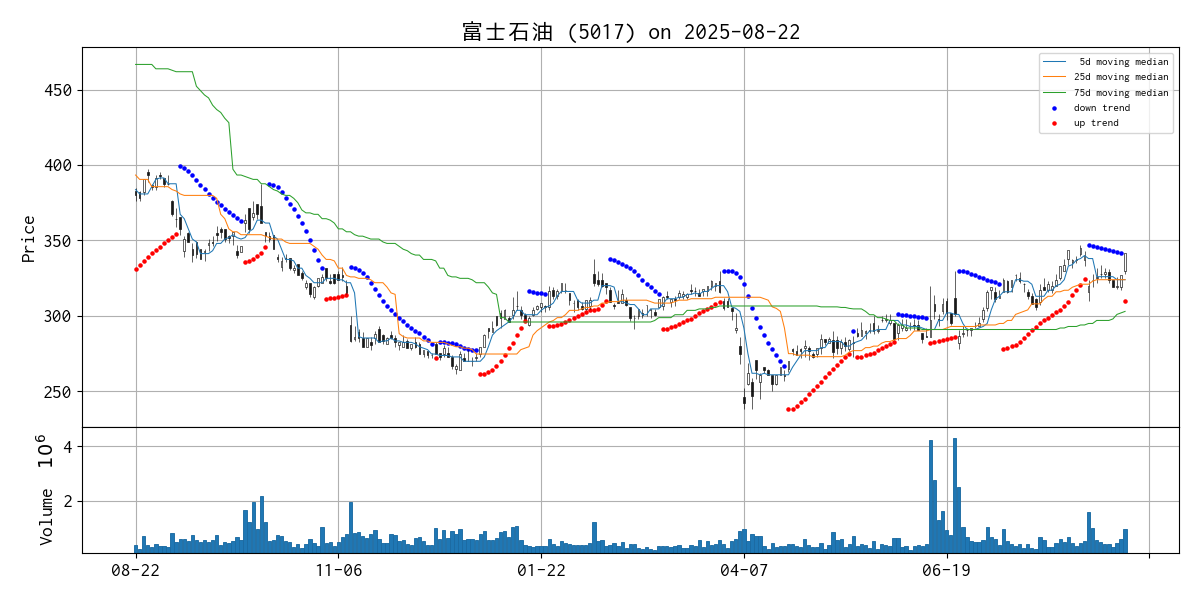 富士石油 (5017) on 2025-08-22
5d moving median
25d moving median
75d moving median
down trend
up trend
Price
450
400
350
300
250
Volume 10^6
4
2
08-22
11-06
01-22
04-07
06-19